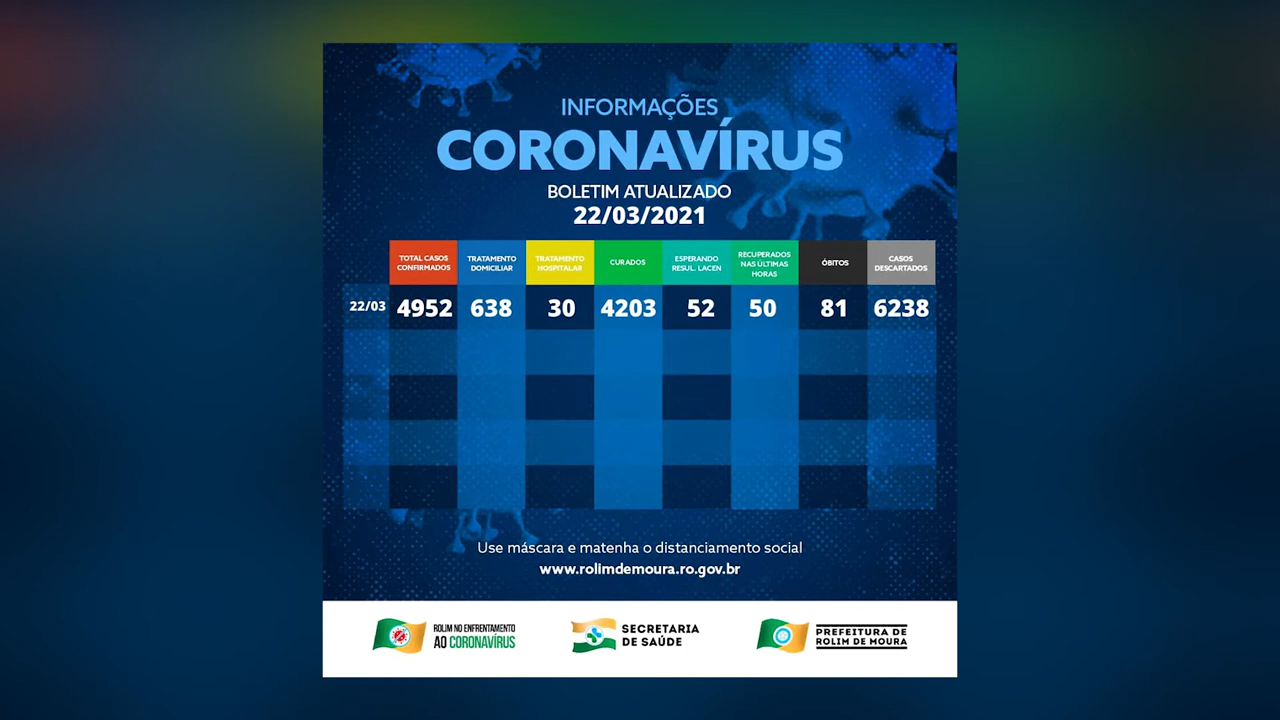 INFORMAÇÕES
CORONAVÍRUS
BOLETIM ATUALIZADO
22/03/2021
TOTAL CASOS CONFIRMADOS
TRATAMENTO DOMICILIAR
TRATAMENTO HOSPITALAR
CURADOS
ESPERANDO RESUL. LACEN
RECUPERADOS NAS ÚLTIMAS HORAS
ÓBITOS
CASOS DESCARTADOS
22/03 4952 638 30 4203 52 50 81 6238
Use máscara e matenha o distanciamento social
www.rolimdemoura.ro.gov.br
ROLIM NO ENFRENTAMENTO
AO CORONAVÍRUS
SECRETARIA
DE SAÚDE
PREFEITURA DE
ROLIM DE MOURA